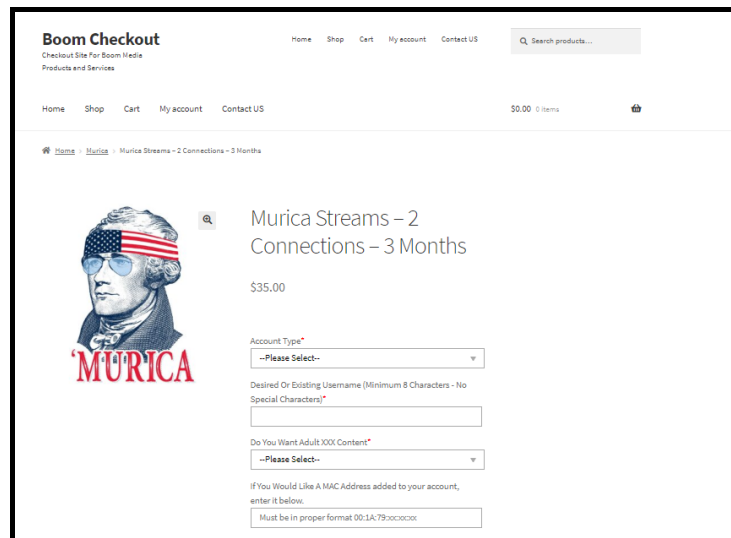 Boom Checkout
Checkout Site For Boom Media
Products and Services
Home Shop Cart My account Contact US
Search products...
Home Shop Cart My account Contact US
$0.00 0 items
Home > Murica > Murica Streams – 2 Connections – 3 Months
'MURICA
Murica Streams – 2
Connections – 3 Months
$35.00
Account Type*
--Please Select--
Desired Or Existing Username (Minimum 8 Characters - No
Special Characters)*
Do You Want Adult XXX Content*
--Please Select--
If You Would Like A MAC Address added to your account,
enter it below.
Must be in proper format 00:1A:79:xx:xx:xx